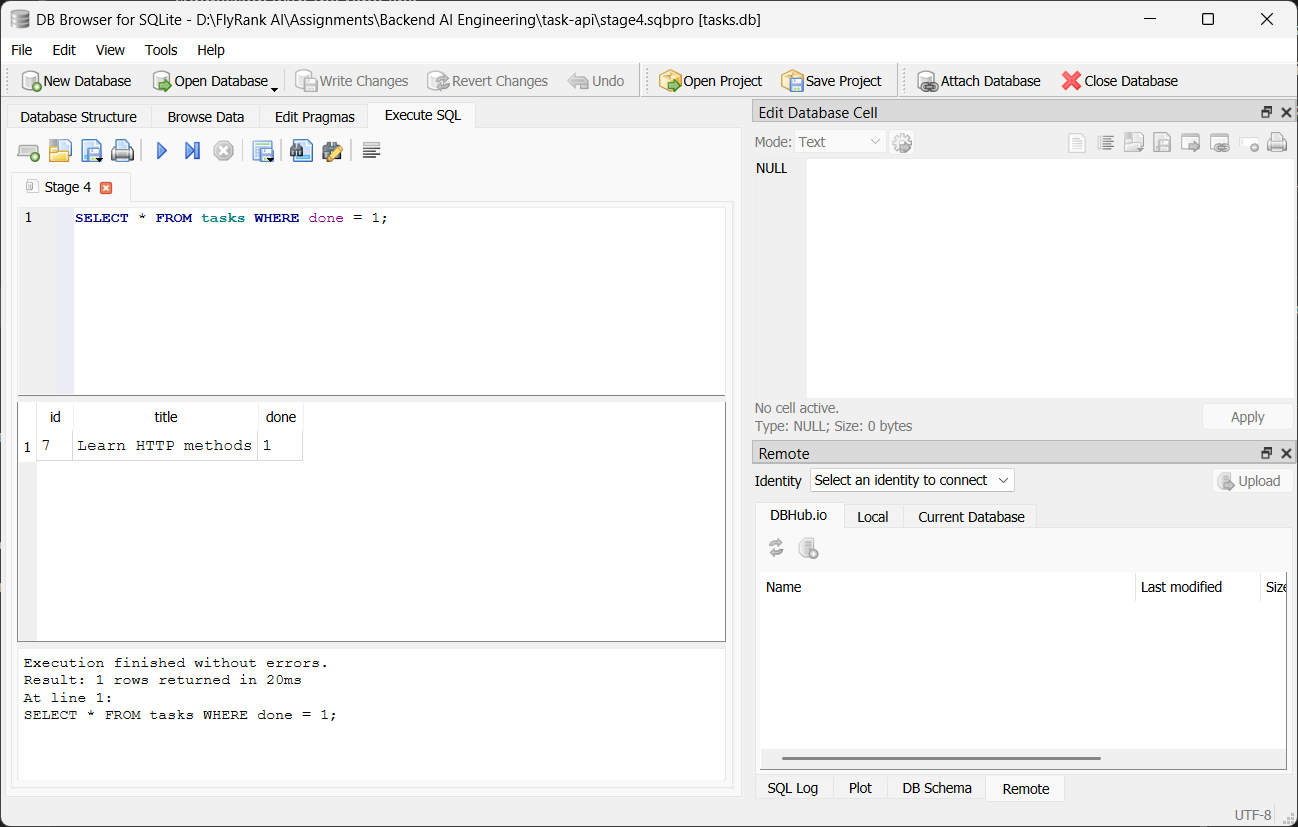 DB Browser for SQLite - D:\FlyRank AI\Assignments\Backend AI Engineering\task-api\stage4.sqbpro [tasks.db]
File Edit View Tools Help
New Database Open Database Write Changes Revert Changes Undo Open Project Save Project Attach Database Close Database
Database Structure Browse Data Edit Pragmas Execute SQL
Stage 4
1 SELECT * FROM tasks WHERE done = 1;
id title done
1 7 Learn HTTP methods 1
Execution finished without errors.
Result: 1 rows returned in 20ms
At line 1:
SELECT * FROM tasks WHERE done = 1;
Edit Database Cell
Mode: Text
NULL
No cell active.
Type: NULL; Size: 0 bytes
Apply
Remote
Identity Select an identity to connect Upload
DBHub.io Local Current Database
Name Last modified Size
SQL Log Plot DB Schema Remote
UTF-8